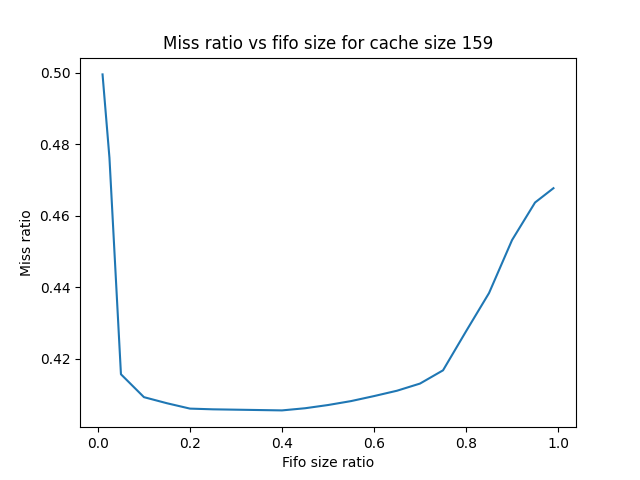 Miss ratio vs fifo size for cache size 159
0.50
0.48
0.46
0.44
0.42
Miss ratio
0.0 0.2 0.4 0.6 0.8 1.0
Fifo size ratio